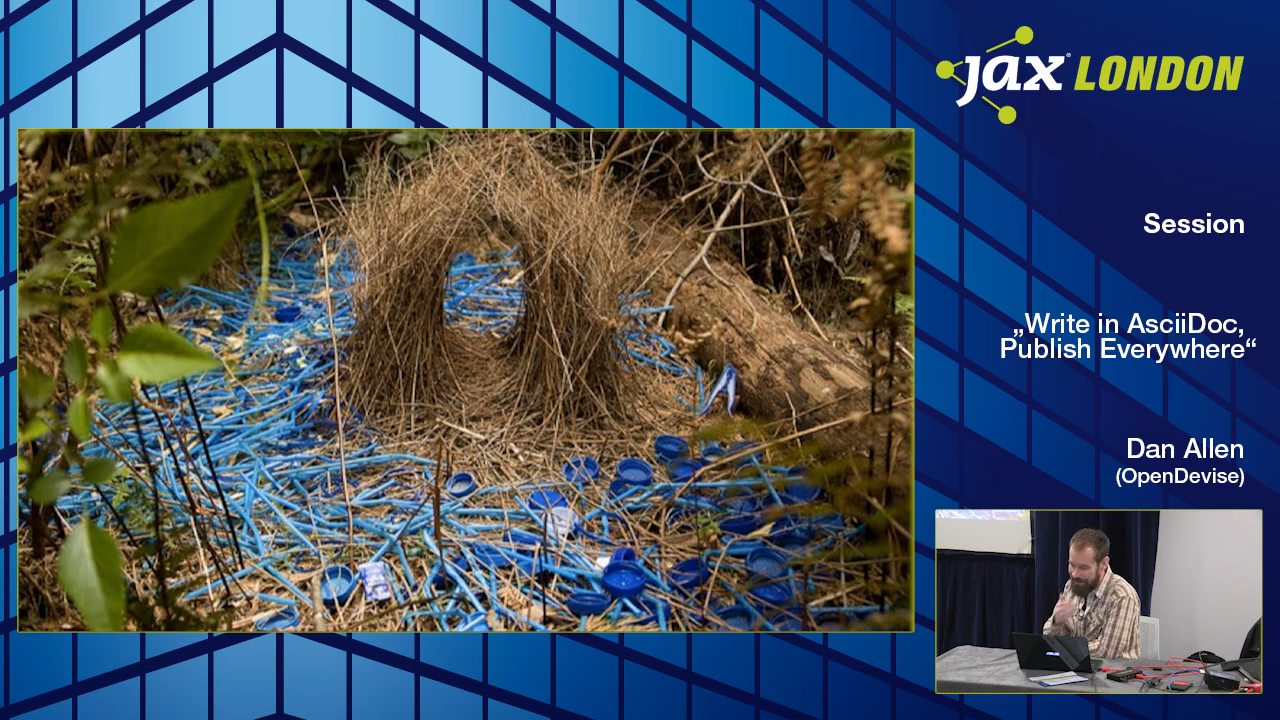 jax® LONDON
Session
„Write in AsciiDoc,
Publish Everywhere“
Dan Allen
(OpenDevise)